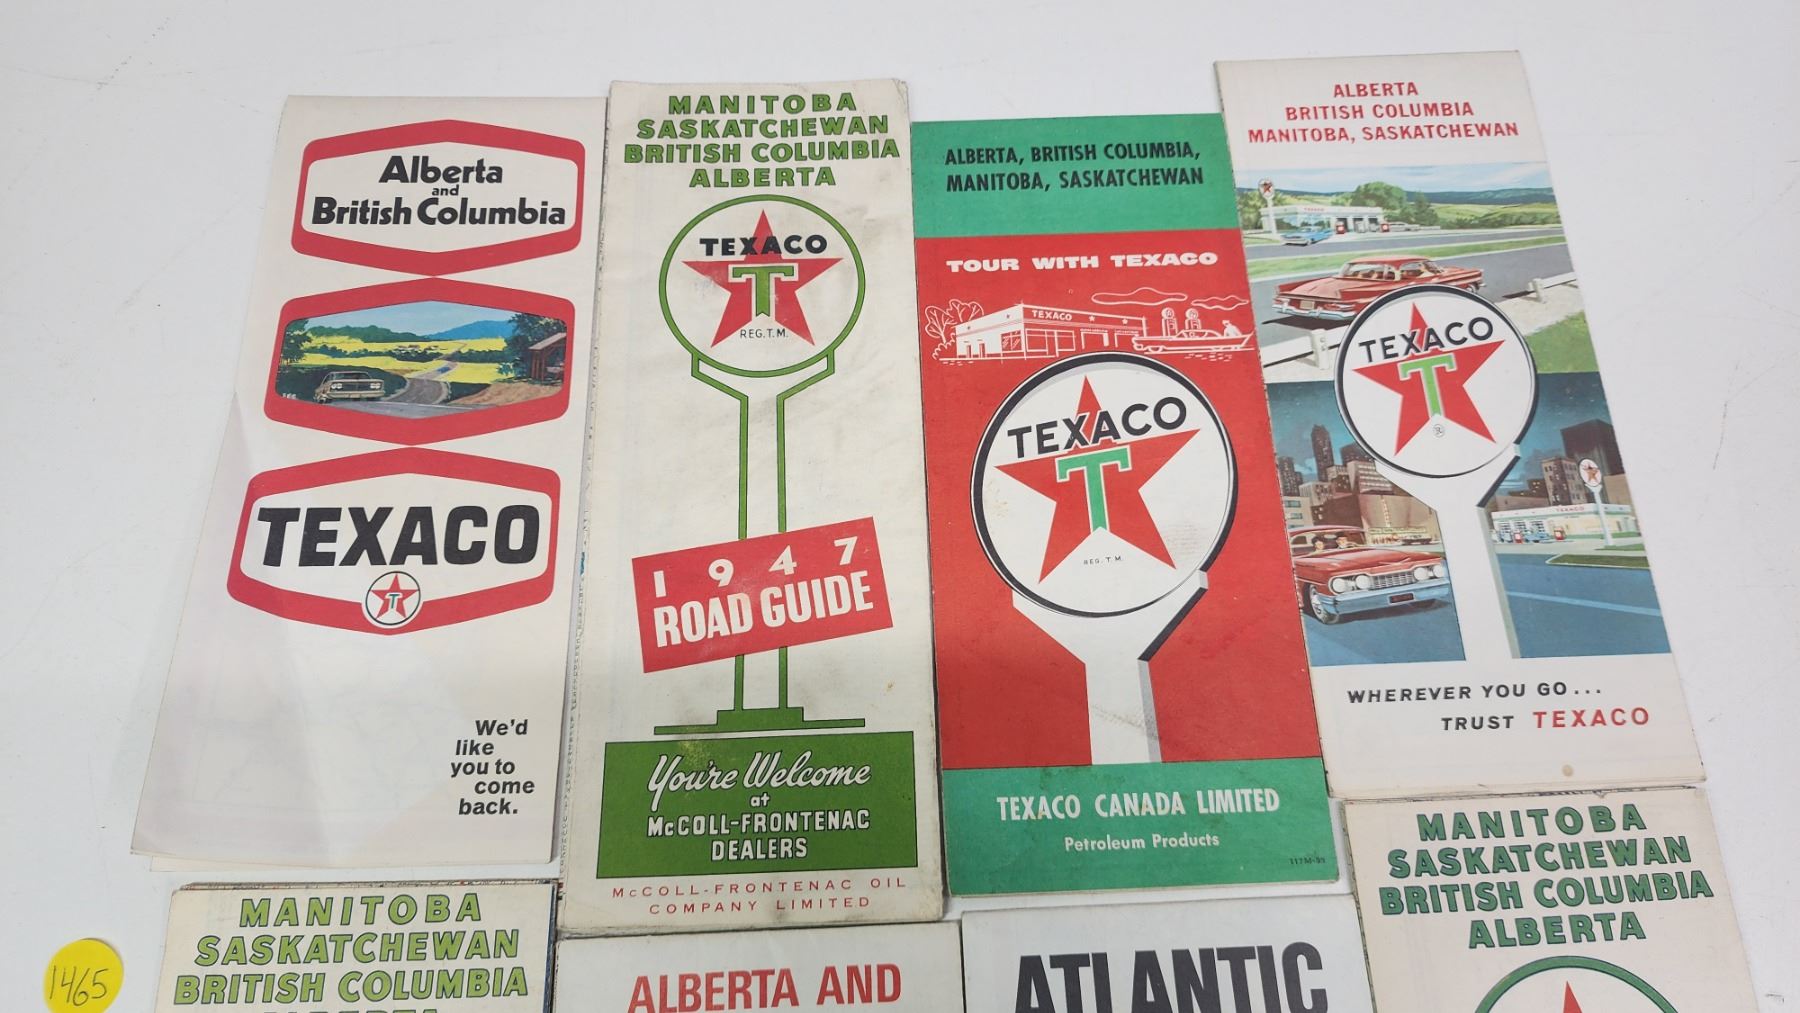 Alberta
and
British Columbia
TEXACO
T
We'd
like
you to
come
back.
MANITOBA
SASKATCHEWAN
BRITISH COLUMBIA
ALBERTA
TEXACO
T
REG. T.M.
1947
ROAD GUIDE
You're Welcome
at
McCOLL-FRONTENAC
DEALERS
McCOLL-FRONTENAC OIL
COMPANY LIMITED
ALBERTA, BRITISH COLUMBIA,
MANITOBA, SASKATCHEWAN
TOUR WITH TEXACO
TEXACO
TEXACO
T
REG. T.M.
TEXACO CANADA LIMITED
Petroleum Products
ALBERTA
BRITISH COLUMBIA
MANITOBA, SASKATCHEWAN
TEXACO
TEXACO
T
®
TEXACO
WHEREVER YOU GO...
TRUST TEXACO
MANITOBA
SASKATCHEWAN
BRITISH COLUMBIA
ALBERTA
ALBERTA AND
ATLANTIC
MANITOBA
SASKATCHEWAN
BRITISH COLUMBIA
ALBERTA
1465